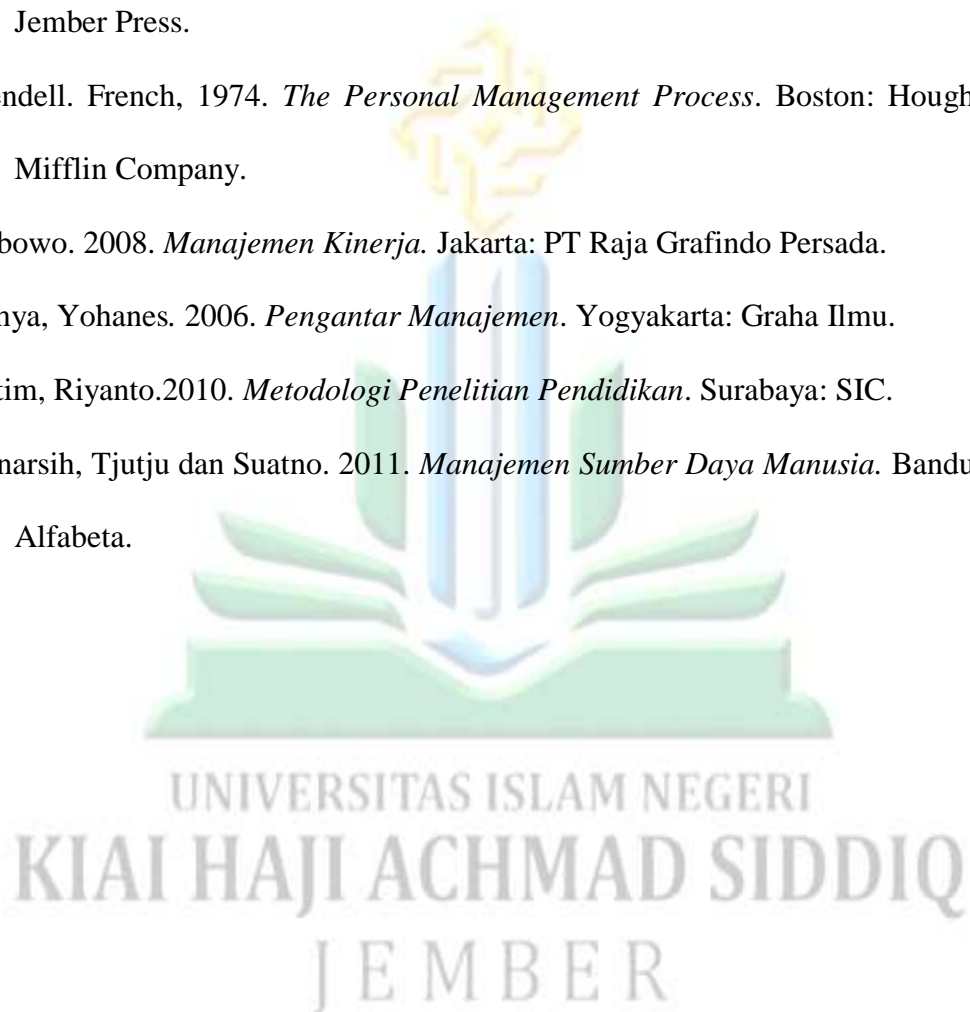 Jember Press.
endell. French, 1974. The Personal Management Process. Boston: Hough
Mifflin Company.
bowo. 2008. Manajemen Kinerja. Jakarta: PT Raja Grafindo Persada.
Yohanes. 2006. Pengantar Manajemen. Yogyakarta: Graha Ilmu.
tim, Riyanto.2010. Metodologi Penelitian Pendidikan. Surabaya: SIC.
narsih, Tjutju dan Suatno. 2011. Manajemen Sumber Daya Manusia. Bandu
Alfabeta.
UNIVERSITAS ISLAM NEGERI
KIAI HAJI ACHMAD SIDDIQ
JEMBER